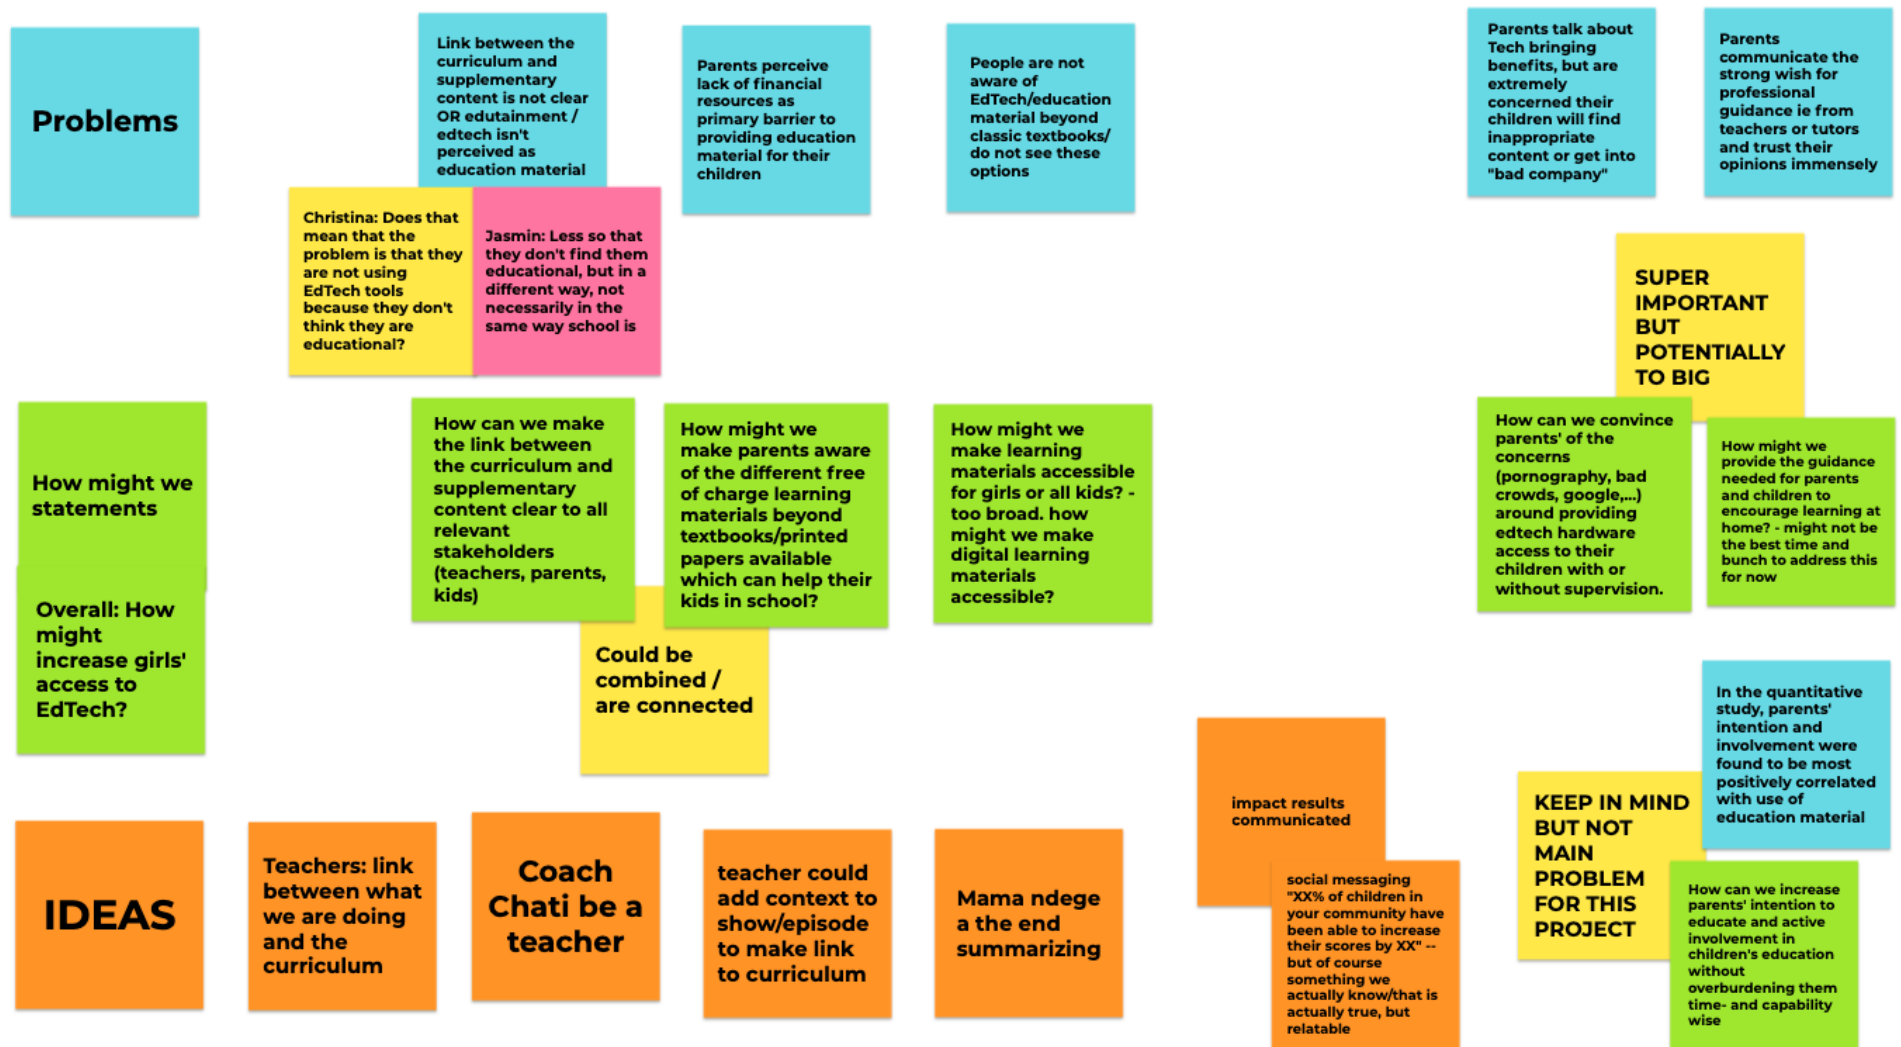 Problems
Link between the
curriculum and
supplementary
content is not clear
OR edutainment /
edtech isn't
perceived as
education material
Parents perceive
lack of financial
resources as
primary barrier to
providing education
material for their
children
People are not
aware of
EdTech/education
material beyond
classic textbooks/
do not see these
options
Parents talk about
Tech bringing
benefits, but are
extremely
concerned their
children will find
inappropriate
content or get into
"bad company"
Parents
communicate the
strong wish for
professional
guidance ie from
teachers or tutors
and trust their
opinions immensely
Christina: Does that
mean that the
problem is that they
are not using
EdTech tools
because they don't
think they are
educational?
Jasmin: Less so that
they don't find them
educational, but in a
different way, not
necessarily in the
same way school is
SUPER
IMPORTANT
BUT
POTENTIALLY
TO BIG
How might we
statements
Overall: How
might
increase girls'
access to
EdTech?
How can we make
the link between
the curriculum and
supplementary
content clear to all
relevant
stakeholders
(teachers, parents,
kids)
How might we
make parents aware
of the different free
of charge learning
materials beyond
textbooks/printed
papers available
which can help their
kids in school?
How might we
make learning
materials accessible
for girls or all kids? -
too broad. how
might we make
digital learning
materials
accessible?
How can we convince
parents' of the
concerns
(pornography, bad
crowds, google,...)
around providing
edtech hardware
access to their
children with or
without supervision.
How might we
provide the guidance
needed for parents
and children to
encourage learning at
home? - might not be
the best time and
bunch to address this
for now
Could be
combined /
are connected
In the quantitative
study, parents'
intention and
involvement were
found to be most
positively correlated
with use of
education material
KEEP IN MIND
BUT NOT
MAIN
PROBLEM
FOR THIS
PROJECT
How can we increase
parents' intention to
educate and active
involvement in
children's education
without
overburdening them
time- and capability
wise
IDEAS
Teachers: link
between what
we are doing
and the
curriculum
Coach
Chati be a
teacher
teacher could
add context to
show/episode
to make link
to curriculum
Mama ndege
a the end
summarizing
impact results
communicated
social messaging
"XX% of children in
your community have
been able to increase
their scores by XX" --
but of course
something we
actually know/that is
actually true, but
relatable